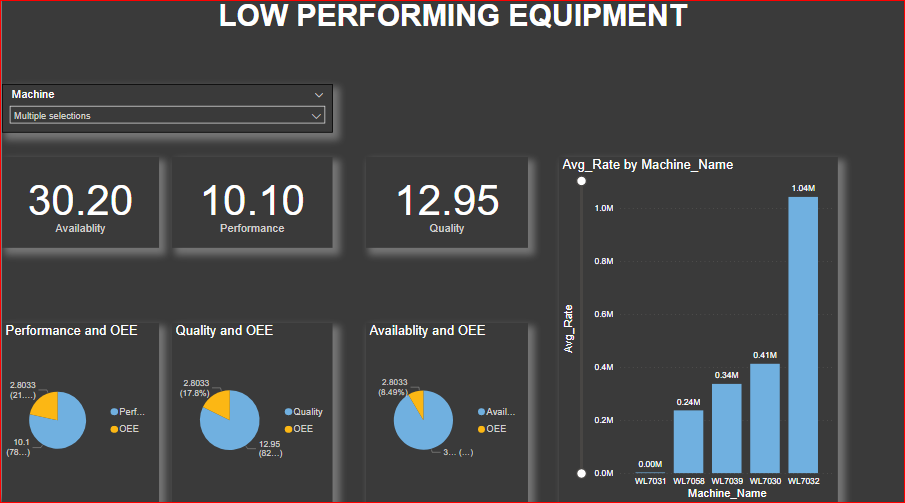 LOW PERFORMING EQUIPMENT
Machine
Multiple selections
30.20
Availablity
10.10
Performance
12.95
Quality
Avg_Rate by Machine_Name
Avg_Rate
1.0M
0.8M
0.6M
0.4M
0.2M
0.0M
0.00M
0.24M
0.34M
0.41M
1.04M
WL7031
WL7058
WL7039
WL7030
WL7032
Machine_Name
Performance and OEE
2.8033
(21....)
10.1
(78...)
Perf...
OEE
Quality and OEE
2.8033
(17.8%)
12.95
(82...)
Quality
OEE
Availablity and OEE
2.8033
(8.49%)
3... (...)
Avail...
OEE